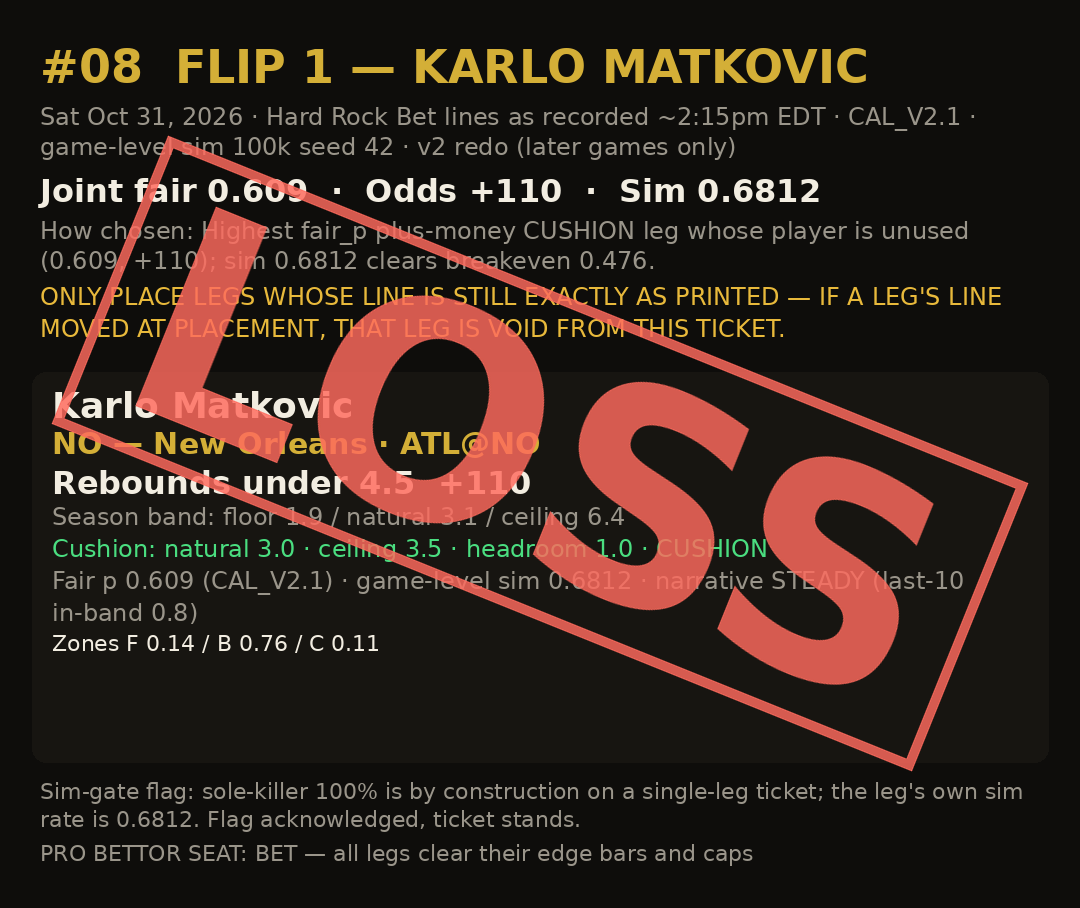 #08 FLIP 1 — KARLO MATKOVIC
Sat Oct 31, 2026 · Hard Rock Bet lines as recorded ~2:15pm EDT · CAL_V2.1 ·
game-level sim 100k seed 42 · v2 redo (later games only)
Joint fair 0.609 · Odds +110 · Sim 0.6812
How chosen: Highest fair_p plus-money CUSHION leg whose player is unused
(0.609, +110); sim 0.6812 clears breakeven 0.476.
ONLY PLACE LEGS WHOSE LINE IS STILL EXACTLY AS PRINTED — IF A LEG'S LINE
MOVED AT PLACEMENT, THAT LEG IS VOID FROM THIS TICKET.
Karlo Matkovic
NO — New Orleans · ATL@NO
Rebounds under 4.5 +110
Season band: floor 1.9 / natural 3.1 / ceiling 6.4
Cushion: natural 3.0 · ceiling 3.5 · headroom 1.0 · CUSHION
Fair p 0.609 (CAL_V2.1) · game-level sim 0.6812 · narrative STEADY (last-10
in-band 0.8)
Zones F 0.14 / B 0.76 / C 0.11
LOSS
Sim-gate flag: sole-killer 100% is by construction on a single-leg ticket; the leg's own sim
rate is 0.6812. Flag acknowledged, ticket stands.
PRO BETTOR SEAT: BET — all legs clear their edge bars and caps